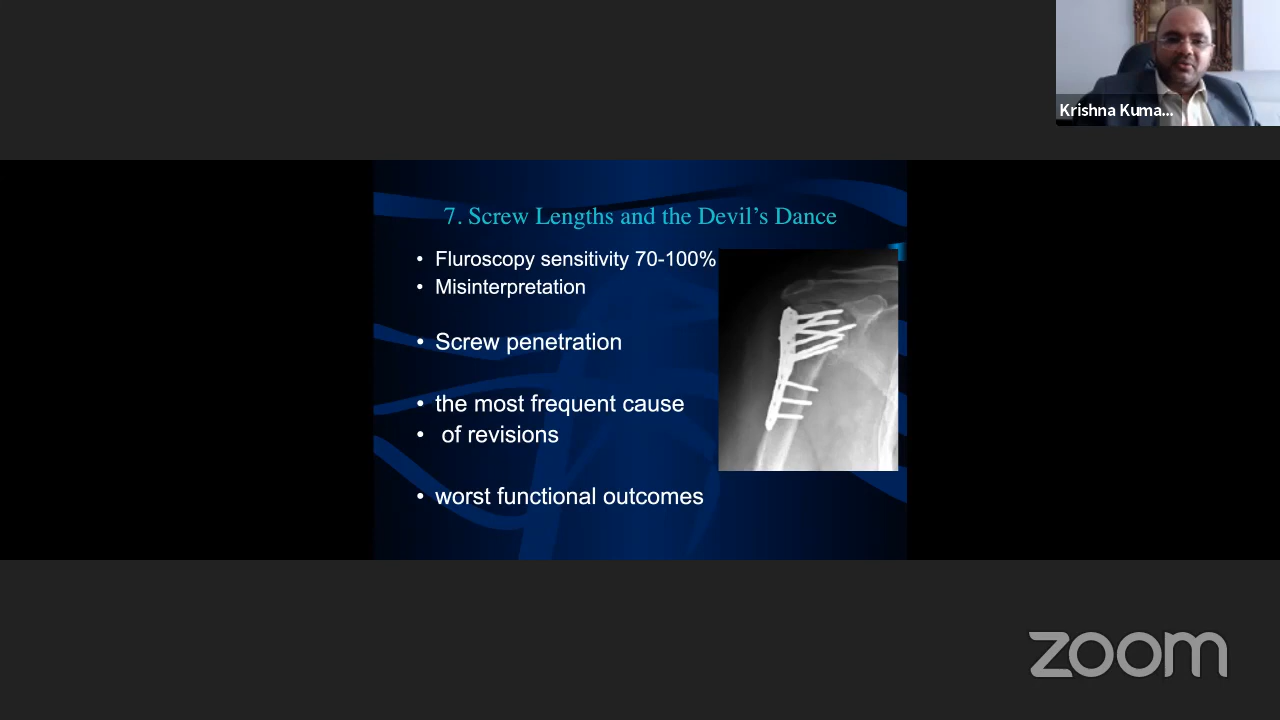 Krishna Kuma...
7. Screw Lengths and the Devil's Dance
• Fluroscopy sensitivity 70-100%
• Misinterpretation
• Screw penetration
• the most frequent cause
• of revisions
• worst functional outcomes
zoom